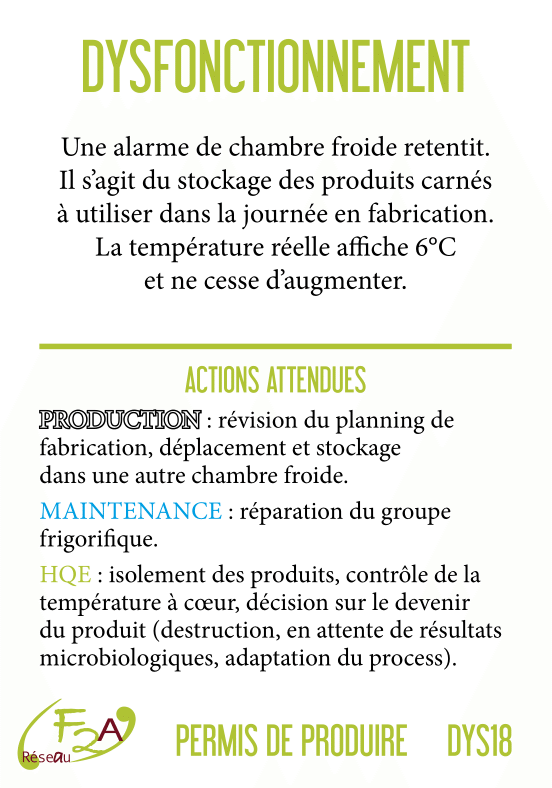 DYSFONCTIONNEMENT
Une alarme de chambre froide retentit.
Il s’agit du stockage des produits carnés
à utiliser dans la journée en fabrication.
La température réelle affiche 6°C
et ne cesse d’augmenter.
ACTIONS ATTENDUES
PRODUCTION : révision du planning de
fabrication, déplacement et stockage
dans une autre chambre froide.
MAINTENANCE : réparation du groupe
frigorifique.
HQE : isolement des produits, contrôle de la
température à cœur, décision sur le devenir
du produit (destruction, en attente de résultats
microbiologiques, adaptation du process).
Réseau F2A
PERMIS DE PRODUIRE DYS18